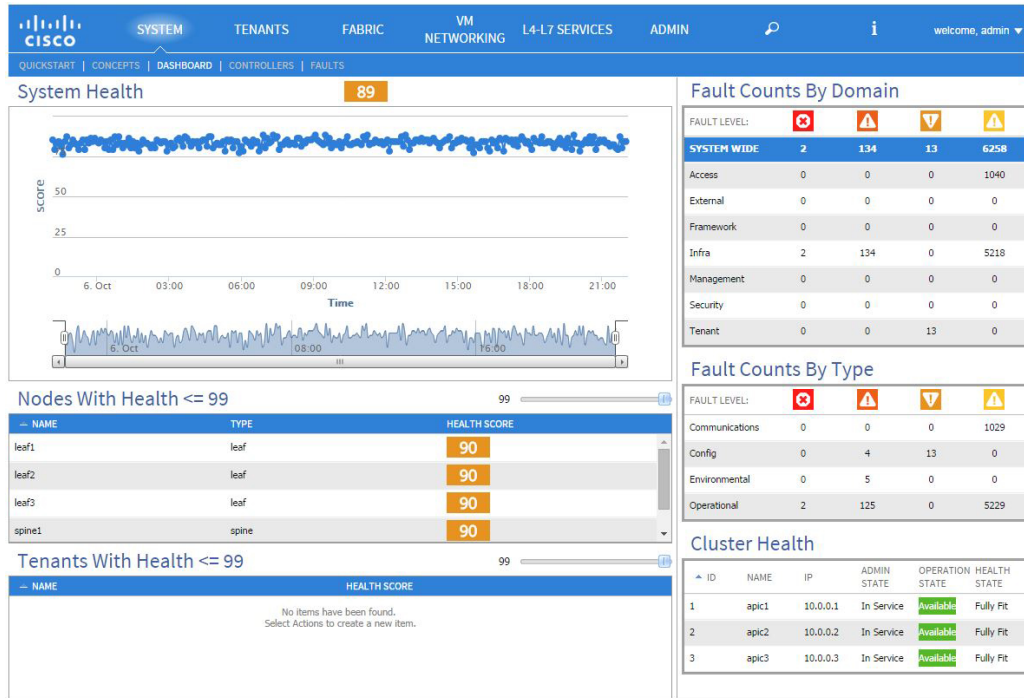 CISCO
SYSTEM TENANTS FABRIC VM NETWORKING L4-L7 SERVICES ADMIN i welcome, admin
QUICKSTART | CONCEPTS | DASHBOARD | CONTROLLERS | FAULTS
System Health 89
score
50
25
0
6. Oct 03:00 06:00 09:00 12:00 15:00 18:00 21:00
Time
6. Oct 08:00 16:00
Nodes With Health <= 99 99
NAME TYPE HEALTH SCORE
leaf1 leaf 90
leaf2 leaf 90
leaf3 leaf 90
spine1 spine 90
Tenants With Health <= 99 99
NAME HEALTH SCORE
No items have been found.
Select Actions to create a new item.
Fault Counts By Domain
FAULT LEVEL:
SYSTEM WIDE 2 134 13 6258
Access 0 0 0 1040
External 0 0 0 0
Framework 0 0 0 0
Infra 2 134 0 5218
Management 0 0 0 0
Security 0 0 0 0
Tenant 0 0 13 0
Fault Counts By Type
FAULT LEVEL:
Communications 0 0 0 1029
Config 0 4 13 0
Environmental 0 5 0 0
Operational 2 125 0 5229
Cluster Health
ID NAME IP ADMIN STATE OPERATION STATE HEALTH STATE
1 apic1 10.0.0.1 In Service Available Fully Fit
2 apic2 10.0.0.2 In Service Available Fully Fit
3 apic3 10.0.0.3 In Service Available Fully Fit